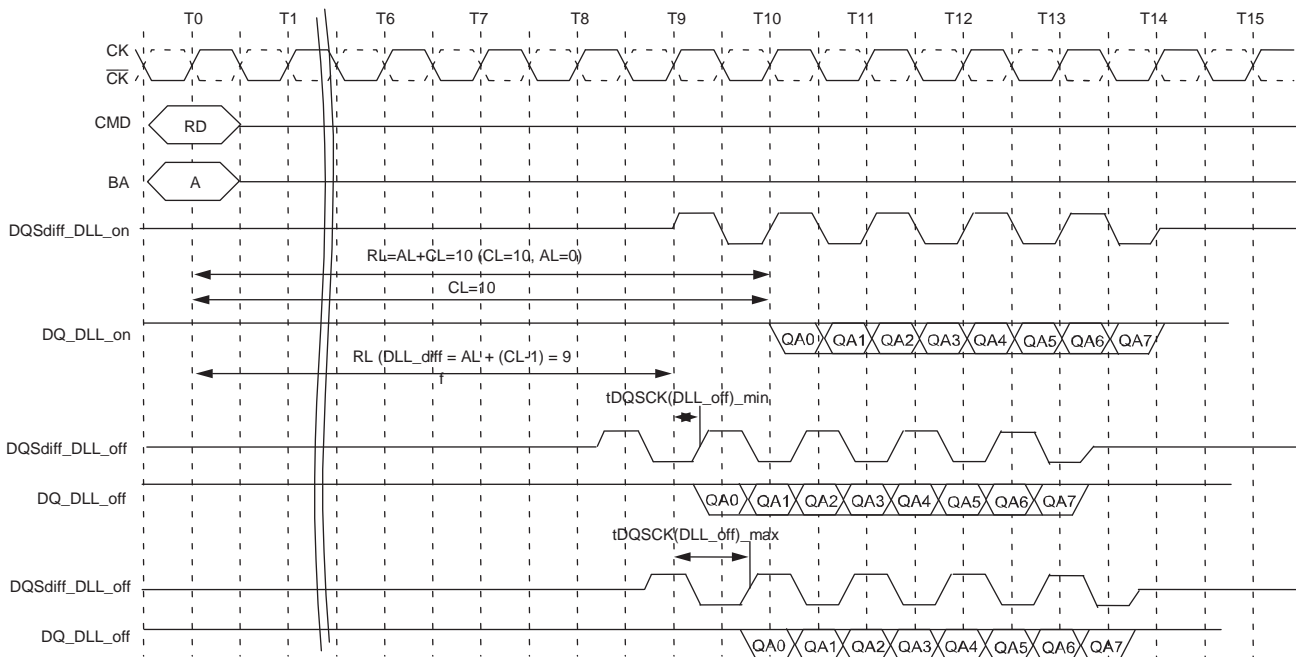 T0 T1 T6 T7 T8 T9 T10 T11 T12 T13 T14 T15
CK
CK
CMD RD
BA A
DQSdiff_DLL_on
RL=AL+CL=10 (CL=10, AL=0)
CL=10
DQ_DLL_on QA0 QA1 QA2 QA3 QA4 QA5 QA6 QA7
RL (DLL_diff = AL + (CL-1) = 9
f
tDQSCK(DLL_off)_min
DQSdiff_DLL_off
DQ_DLL_off QA0 QA1 QA2 QA3 QA4 QA5 QA6 QA7
tDQSCK(DLL_off)_max
DQSdiff_DLL_off
DQ_DLL_off QA0 QA1 QA2 QA3 QA4 QA5 QA6 QA7